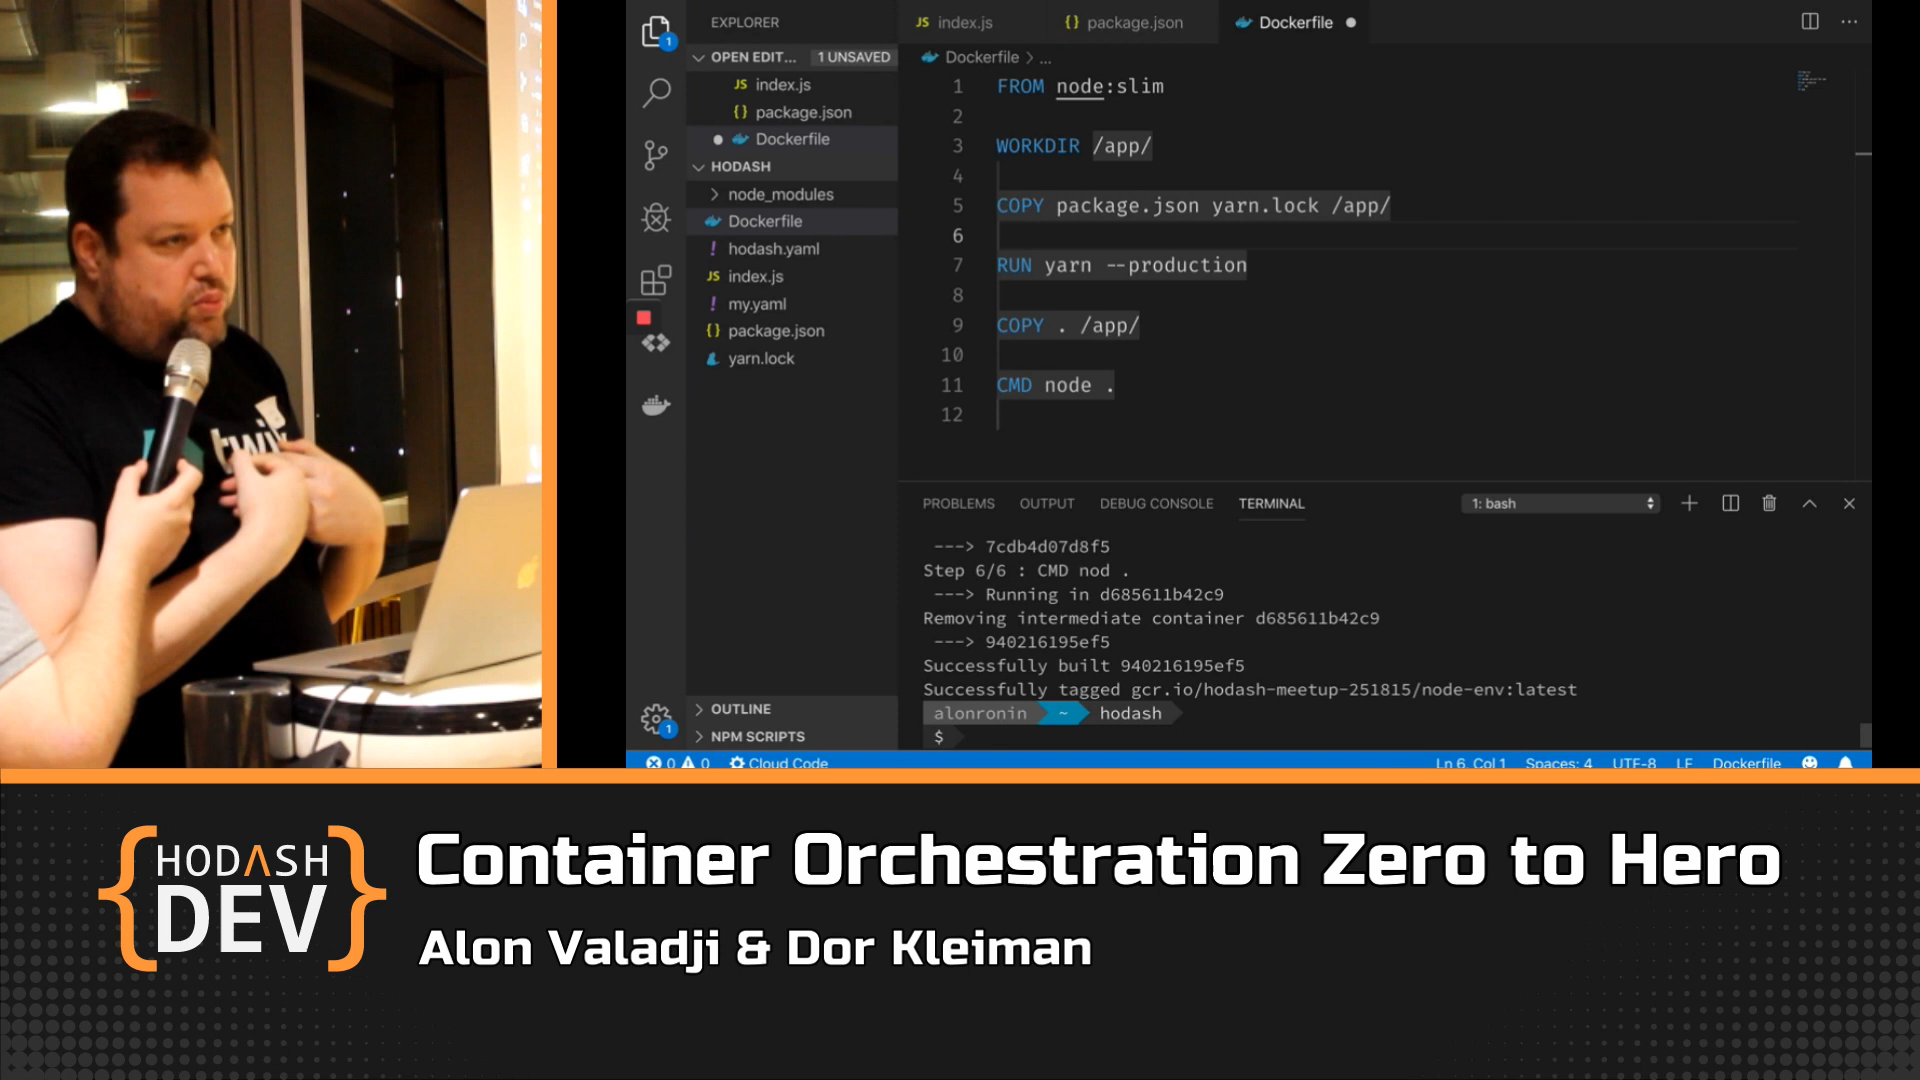 EXPLORER
OPEN EDIT... 1 UNSAVED
JS index.js
{} package.json
Dockerfile
HODASH
node_modules
Dockerfile
! hodash.yaml
JS index.js
! my.yaml
{} package.json
yarn.lock
OUTLINE
NPM SCRIPTS
1
1
JS index.js {} package.json Dockerfile ...
Dockerfile > ...
1 FROM node:slim
2
3 WORKDIR /app/
4
5 COPY package.json yarn.lock /app/
6
7 RUN yarn --production
8
9 COPY . /app/
10
11 CMD node .
12
PROBLEMS OUTPUT DEBUG CONSOLE TERMINAL 1: bash
---> 7cdb4d07d8f5
Step 6/6 : CMD nod .
---> Running in d685611b42c9
Removing intermediate container d685611b42c9
---> 940216195ef5
Successfully built 940216195ef5
Successfully tagged gcr.io/hodash-meetup-251815/node-env:latest
alonronin ~ hodash
$
0 0 Cloud Code Ln 6, Col 1 Spaces: 4 UTF-8 LF Dockerfile
{HODASH
DEV}
Container Orchestration Zero to Hero
Alon Valadji & Dor Kleiman